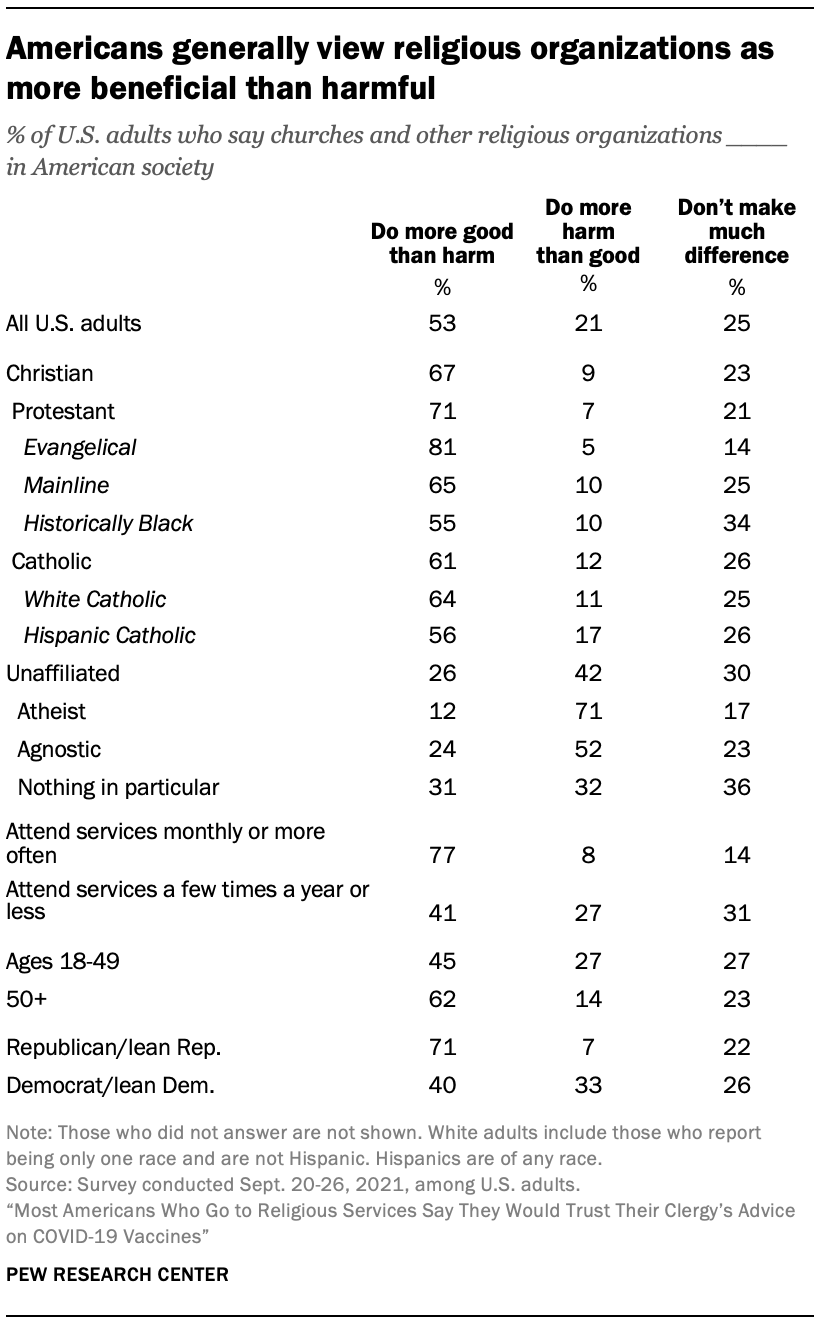 Americans generally view religious organizations as
more beneficial than harmful
% of U.S. adults who say churches and other religious organizations _____
in American society
Do more good
than harm
Do more
harm
than good
Don't make
much
difference
% % %
All U.S. adults 53 21 25
Christian 67 9 23
Protestant 71 7 21
Evangelical 81 5 14
Mainline 65 10 25
Historically Black 55 10 34
Catholic 61 12 26
White Catholic 64 11 25
Hispanic Catholic 56 17 26
Unaffiliated 26 42 30
Atheist 12 71 17
Agnostic 24 52 23
Nothing in particular 31 32 36
Attend services monthly or more
often 77 8 14
Attend services a few times a year or
less 41 27 31
Ages 18-49 45 27 27
50+ 62 14 23
Republican/lean Rep. 71 7 22
Democrat/lean Dem. 40 33 26
Note: Those who did not answer are not shown. White adults include those who report
being only one race and are not Hispanic. Hispanics are of any race.
Source: Survey conducted Sept. 20-26, 2021, among U.S. adults.
“Most Americans Who Go to Religious Services Say They Would Trust Their Clergy’s Advice
on COVID-19 Vaccines”
PEW RESEARCH CENTER